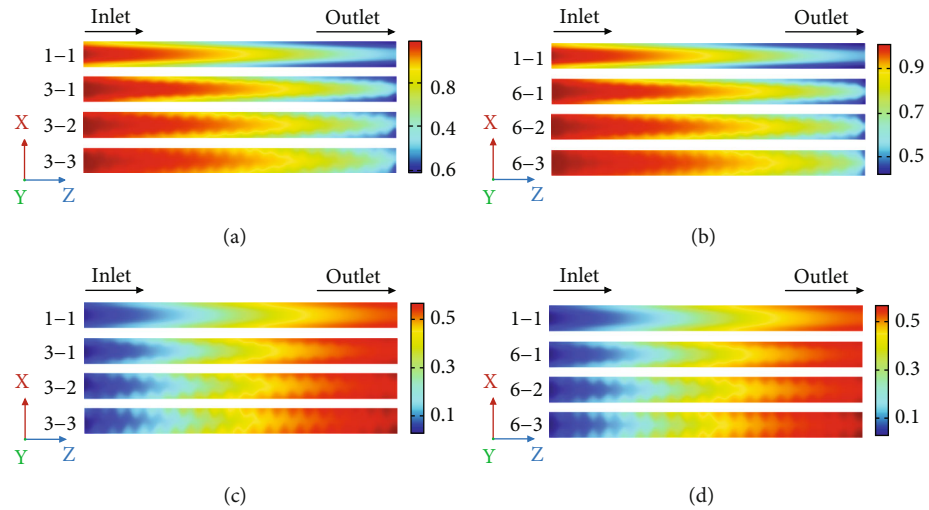 Inlet Outlet
1–1
3–1
3–2
3–3
X
Y Z
0.8
0.4
0.6
(a)
Inlet Outlet
1–1
6–1
6–2
6–3
X
Y Z
0.9
0.7
0.5
(b)
Inlet Outlet
1–1
3–1
3–2
3–3
X
Y Z
0.5
0.3
0.1
(c)
Inlet Outlet
1–1
6–1
6–2
6–3
X
Y Z
0.5
0.3
0.1
(d)